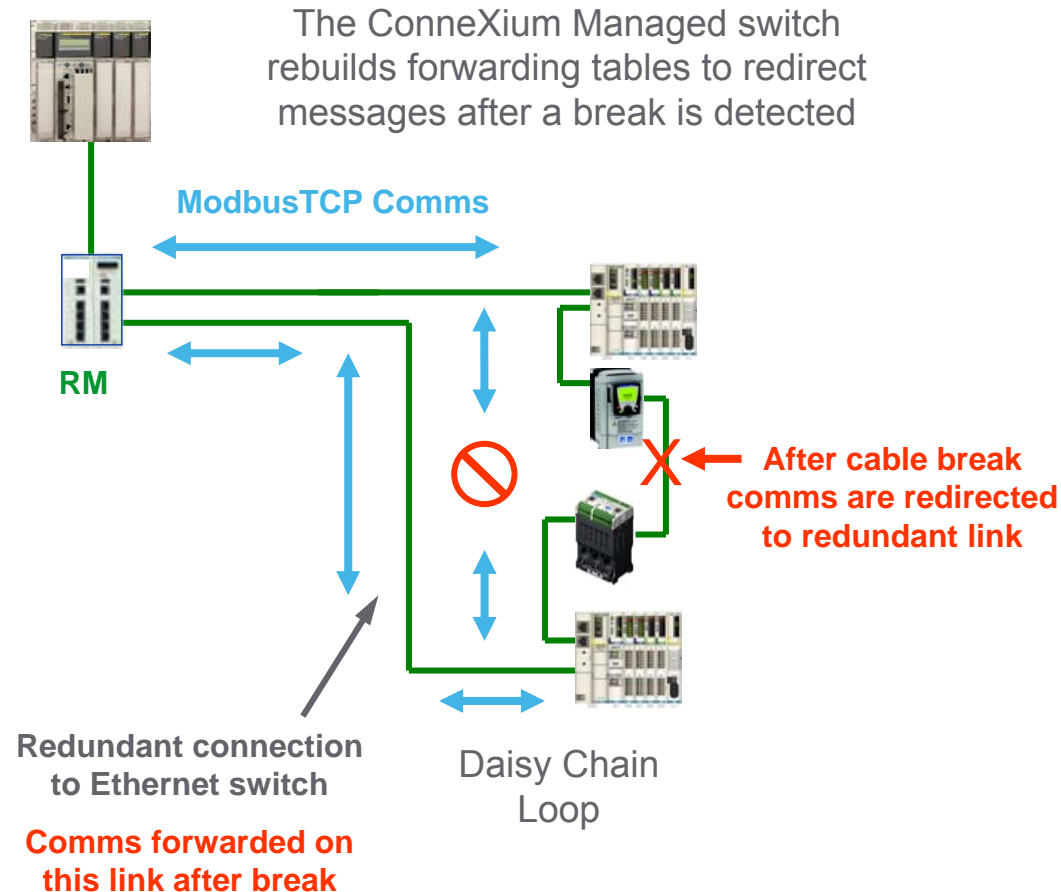 The ConneXium Managed switch
rebuilds forwarding tables to redirect
messages after a break is detected
ModbusTCP Comms
RM
X
After cable break
comms are redirected
to redundant link
Redundant connection
to Ethernet switch
Comms forwarded on
this link after break
Daisy Chain
Loop